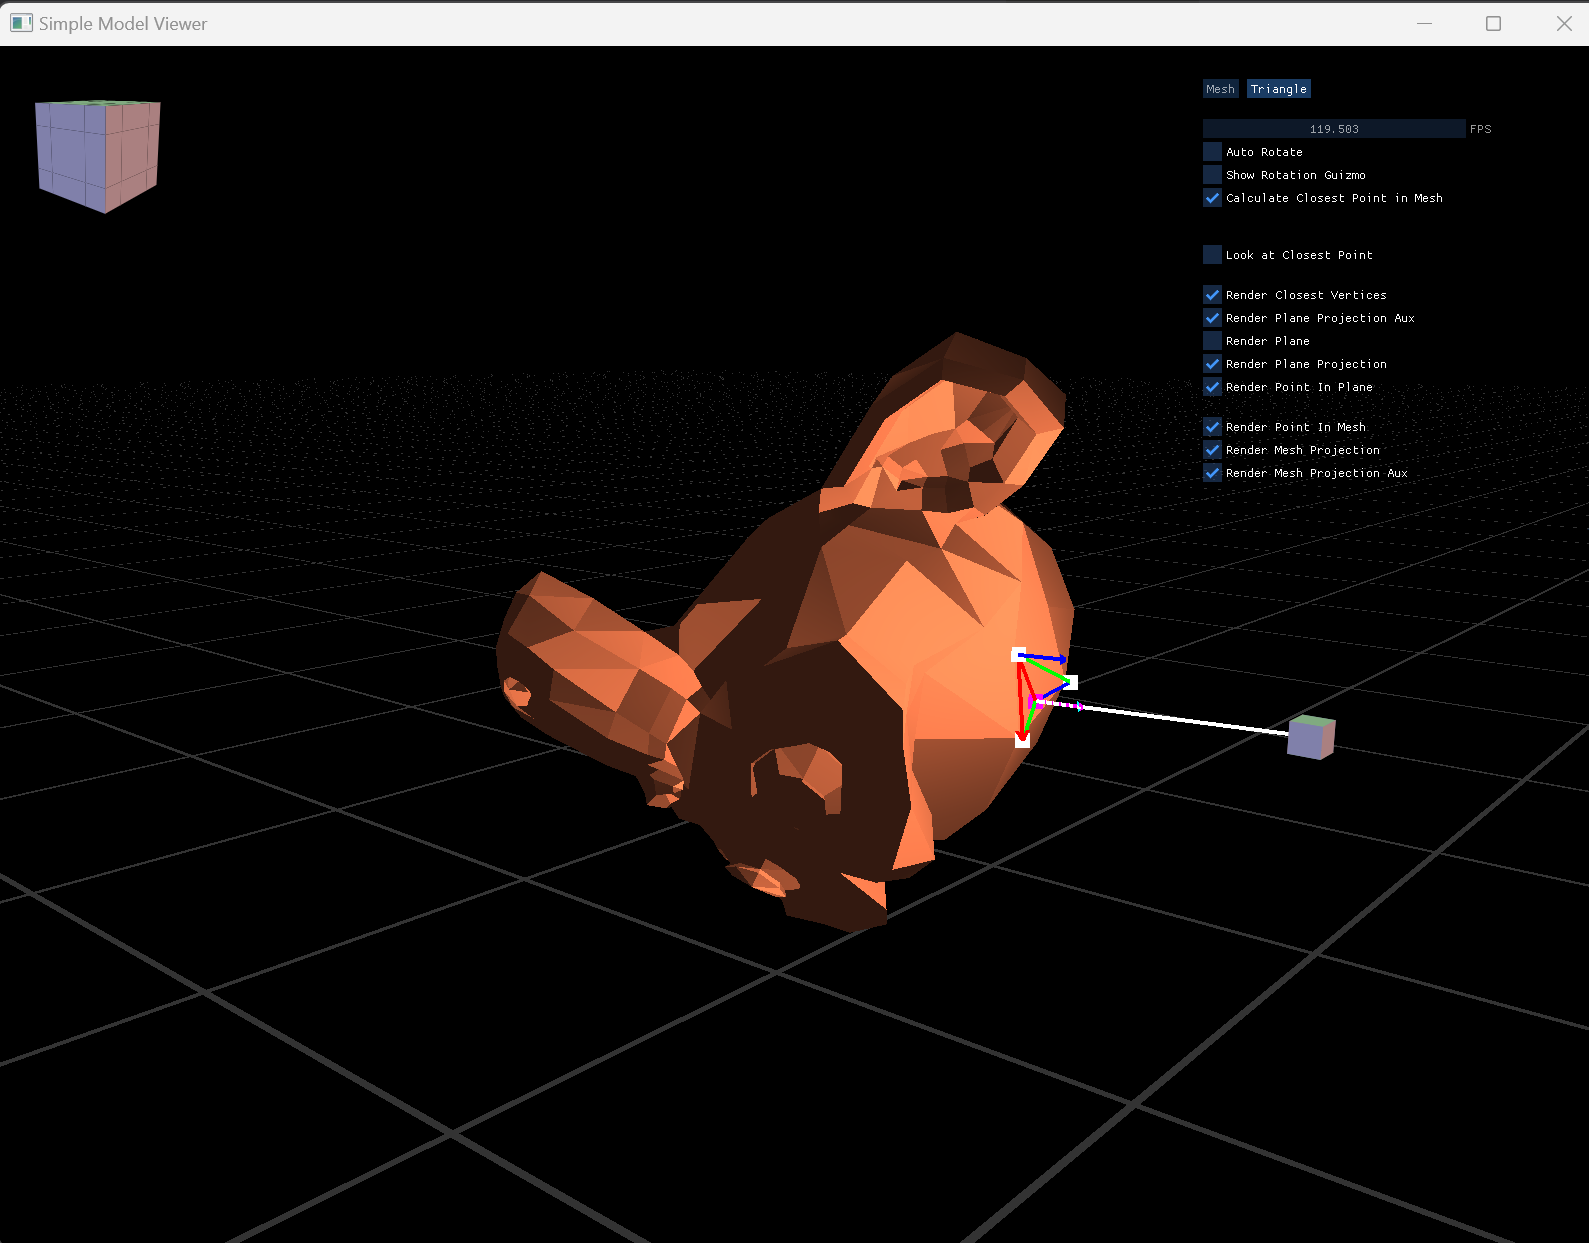 Simple Model Viewer
Mesh Triangle
119.503 FPS
Auto Rotate
Show Rotation Guizmo
Calculate Closest Point in Mesh
Look at Closest Point
Render Closest Vertices
Render Plane Projection Aux
Render Plane
Render Plane Projection
Render Point In Plane
Render Point In Mesh
Render Mesh Projection
Render Mesh Projection Aux